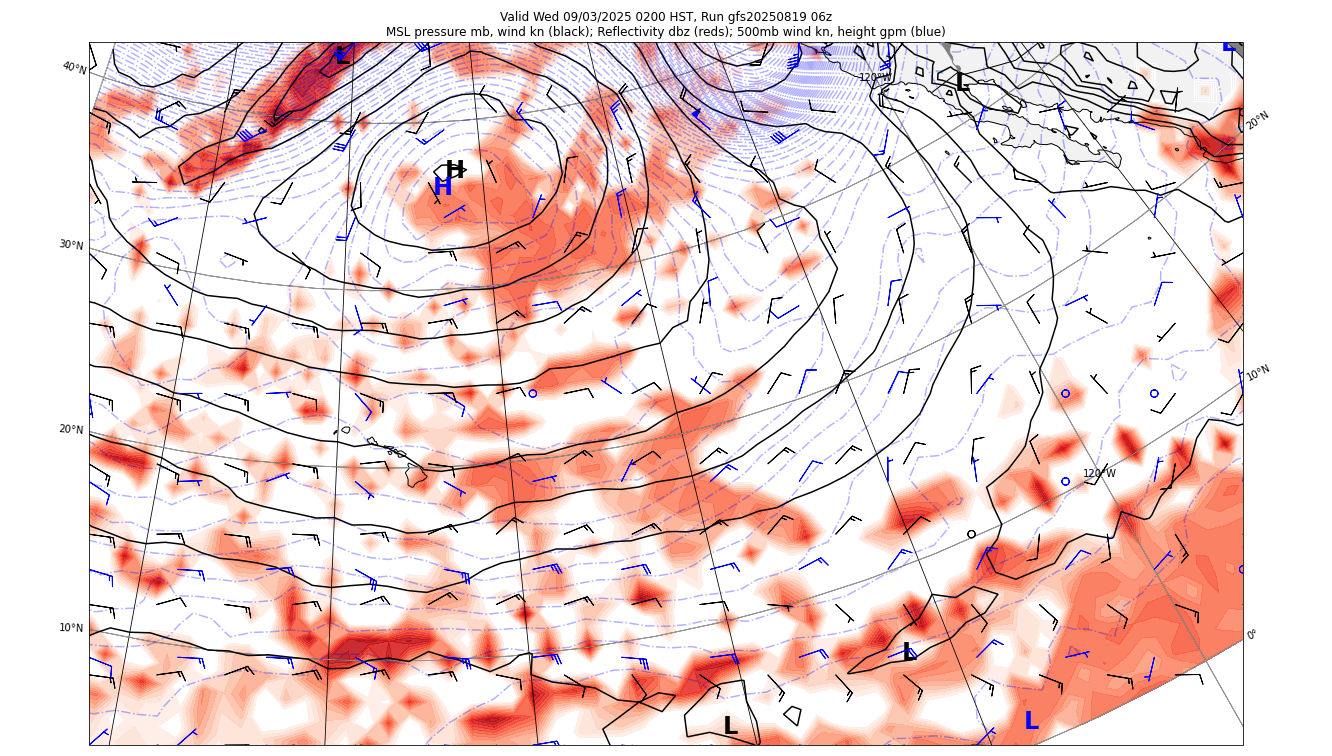 Valid Wed 09/03/2025 0200 HST, Run gfs20250819 06z
MSL pressure mb, wind kn (black); Reflectivity dbz (reds); 500mb wind kn, height gpm (blue)
L
L
40°N
120°W
L
20°N
H
H
30°N
10°N
20°N
120°W
10°N
0°
L
L
L